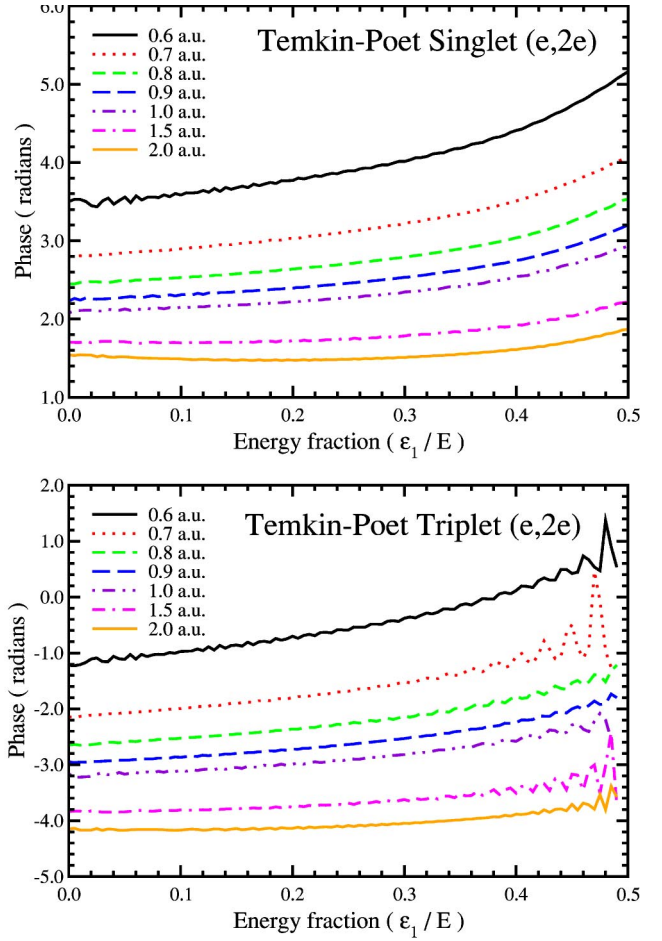 6.0
Temkin-Poet Singlet (e,2e)
0.6 a.u.
0.7 a.u.
0.8 a.u.
0.9 a.u.
1.0 a.u.
1.5 a.u.
2.0 a.u.
5.0
4.0
3.0
2.0
1.0
Phase ( radians )
0.0 0.1 0.2 0.3 0.4 0.5
Energy fraction ( ε₁ / E )
2.0
Temkin-Poet Triplet (e,2e)
0.6 a.u.
0.7 a.u.
0.8 a.u.
0.9 a.u.
1.0 a.u.
1.5 a.u.
2.0 a.u.
1.0
0.0
-1.0
-2.0
-3.0
-4.0
-5.0
Phase ( radians )
0.0 0.1 0.2 0.3 0.4 0.5
Energy fraction ( ε₁ / E )